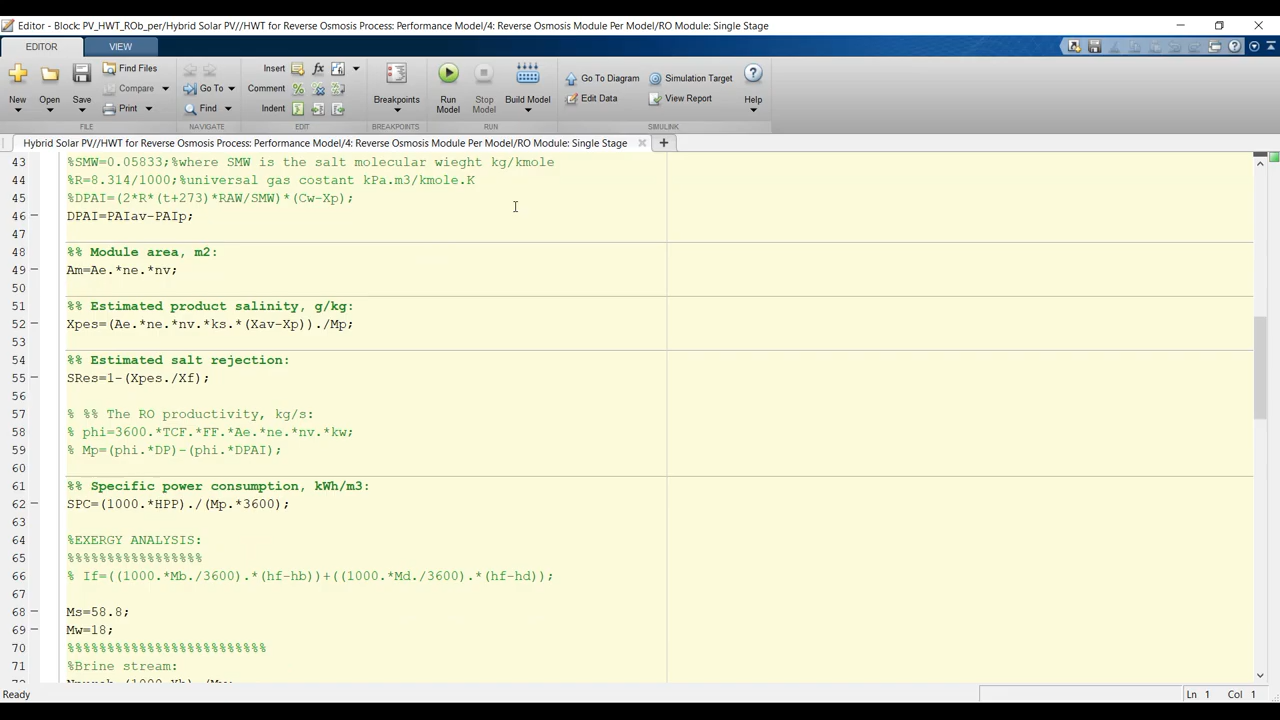 Editor - Block: PV_HWT_ROb_per/Hybrid Solar PV//HWT for Reverse Osmosis Process: Performance Model/4: Reverse Osmosis Module Per Model/RO Module: Single Stage
EDITOR VIEW
New Open Save Find Files Compare Print
Go To Find
Insert Comment Indent
Breakpoints
Run Model Stop Model Build Model
Go To Diagram Edit Data Simulation Target View Report Help
FILE NAVIGATE EDIT BREAKPOINTS RUN SIMULINK
Hybrid Solar PV//HWT for Reverse Osmosis Process: Performance Model/4: Reverse Osmosis Module Per Model/RO Module: Single Stage
43 %SMW=0.05833;%where SMW is the salt molecular wieght kg/kmole
44 %R=8.314/1000;%universal gas costant kPa.m3/kmole.K
45 %DPAI=(2*R*(t+273)*RAW/SMW)*(Cw-Xp);
46 DPAI=PAIav-PAIp;
47
48 %% Module area, m2:
49 Am=Ae.*ne.*nv;
50
51 %% Estimated product salinity, g/kg:
52 Xpes=(Ae.*ne.*nv.*ks.*(Xav-Xp))./Mp;
53
54 %% Estimated salt rejection:
55 SRes=1-(Xpes./Xf);
56
57 % %% The RO productivity, kg/s:
58 % phi=3600.*TCF.*FF.*Ae.*ne.*nv.*kw;
59 % Mp=(phi.*DP)-(phi.*DPAI);
60
61 %% Specific power consumption, kWh/m3:
62 SPC=(1000.*HPP)./(Mp.*3600);
63
64 %EXERGY ANALYSIS:
65 %%%%%%%%%%%%%%%%%
66 % If=((1000.*Mb./3600).*(hf-hb))+((1000.*Md./3600).*(hf-hd));
67
68 Ms=58.8;
69 Mw=18;
70 %%%%%%%%%%%%%%%%%%%%%%%%%
71 %Brine stream:
Ready Ln 1 Col 1